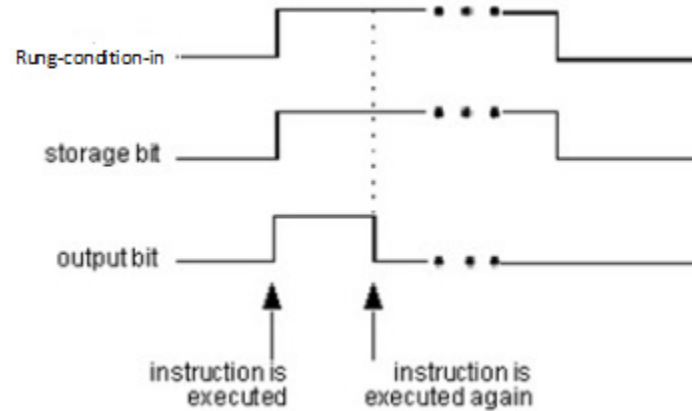 Rung-condition-in
storage bit
output bit
instruction is
executed
instruction is
executed again